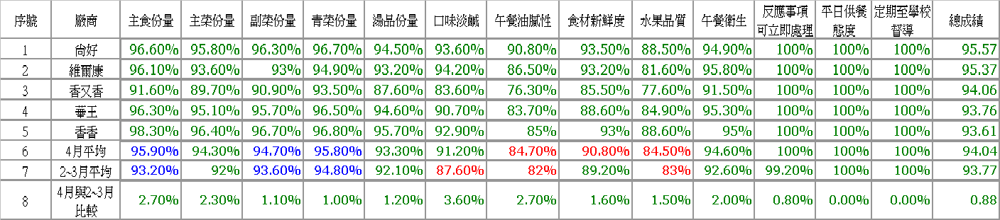 序號 廠商 主食份量 主菜份量 副菜份量 青菜份量 湯品份量 口味淡鹹 午餐油膩性 食材新鮮度 水果品質 午餐衛生 反應事項可立即處理 平日供餐態度 定期至學校督導 總成績
1 尚好 96.60% 95.80% 96.30% 96.70% 94.50% 93.60% 90.80% 93.50% 88.50% 94.90% 100% 100% 100% 95.57
2 維爾康 96.10% 93.60% 93% 94.90% 93.20% 94.20% 86.50% 93.20% 81.60% 95.80% 100% 100% 100% 95.37
3 香又香 91.60% 89.70% 90.90% 93.50% 87.60% 83.60% 76.30% 85.50% 77.60% 91.50% 100% 100% 100% 94.06
4 華王 96.30% 95.10% 95.70% 96.50% 94.60% 90.70% 83.70% 88.60% 84.90% 95.30% 100% 100% 100% 93.76
5 香香 98.30% 96.40% 96.70% 96.80% 95.70% 92.90% 85% 93% 88.60% 95% 100% 100% 100% 93.61
6 4月平均 95.90% 94.30% 94.70% 95.80% 93.30% 91.20% 84.70% 90.80% 84.50% 94.60% 100% 100% 100% 94.04
7 2~3月平均 93.20% 92% 93.60% 94.80% 92.10% 87.60% 82% 89.20% 83% 92.60% 99.20% 100% 100% 93.77
8 4月與2~3月比較 2.70% 2.30% 1.10% 1.00% 1.20% 3.60% 2.70% 1.60% 1.50% 2.00% 0.80% 0.00% 0.00% 0.88